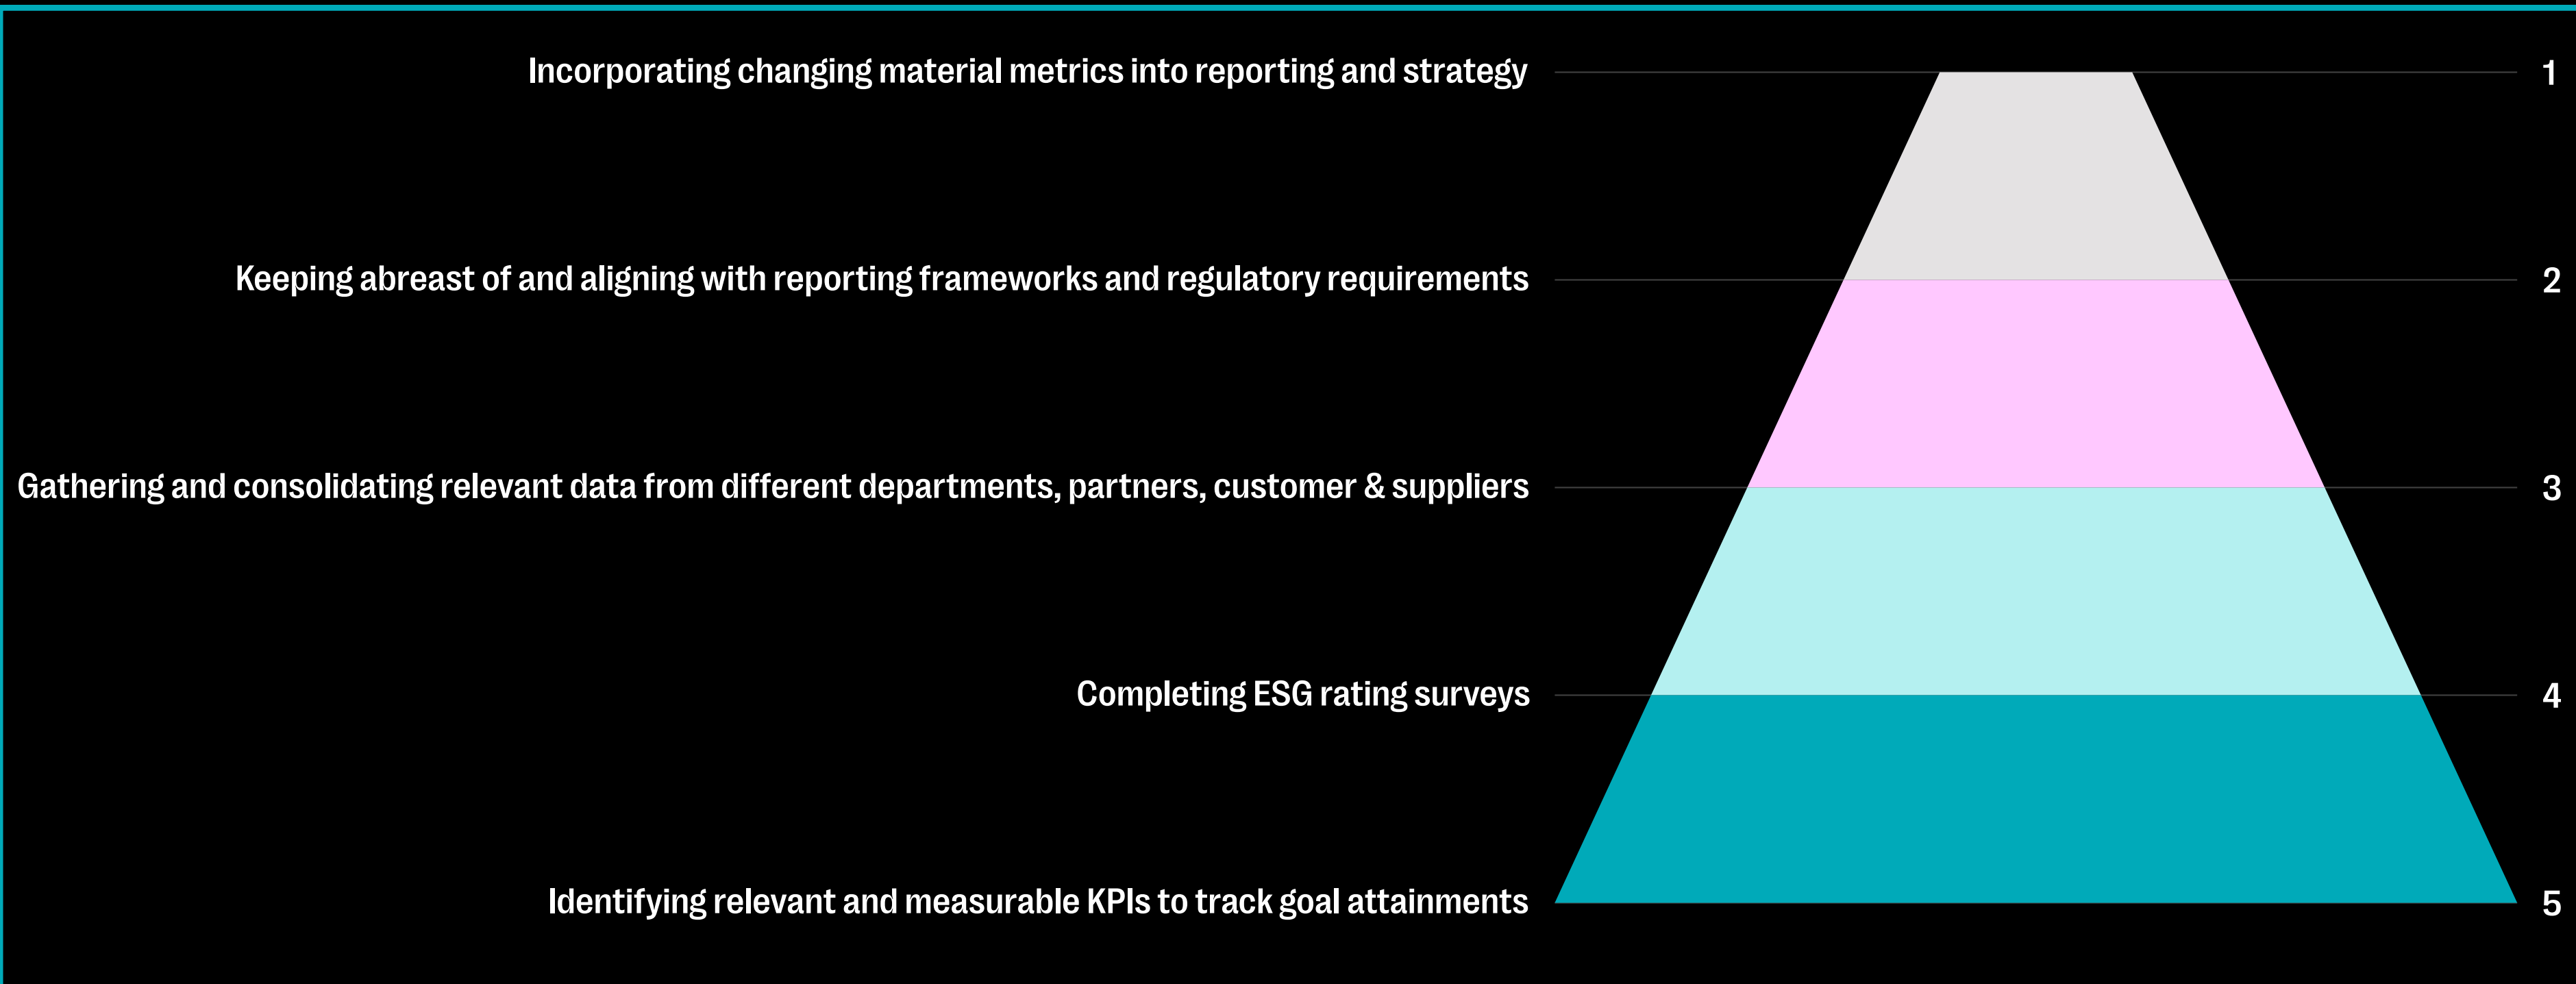 Incorporating changing material metrics into reporting and strategy 1
Keeping abreast of and aligning with reporting frameworks and regulatory requirements 2
Gathering and consolidating relevant data from different departments, partners, customer & suppliers 3
Completing ESG rating surveys 4
Identifying relevant and measurable KPIs to track goal attainments 5